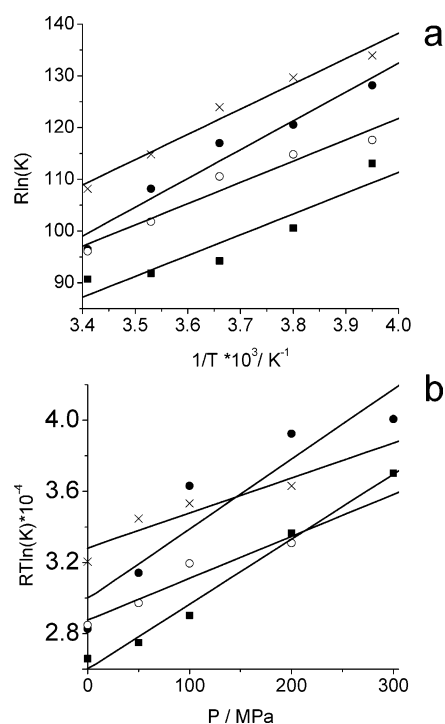 a
140
130
120
110
100
90
Rln(K)
3.4 3.5 3.6 3.7 3.8 3.9 4.0
1/T *10³/ K⁻¹
b
4.0
3.6
3.2
2.8
RTln(K)*10⁻⁴
0 100 200 300
P / MPa